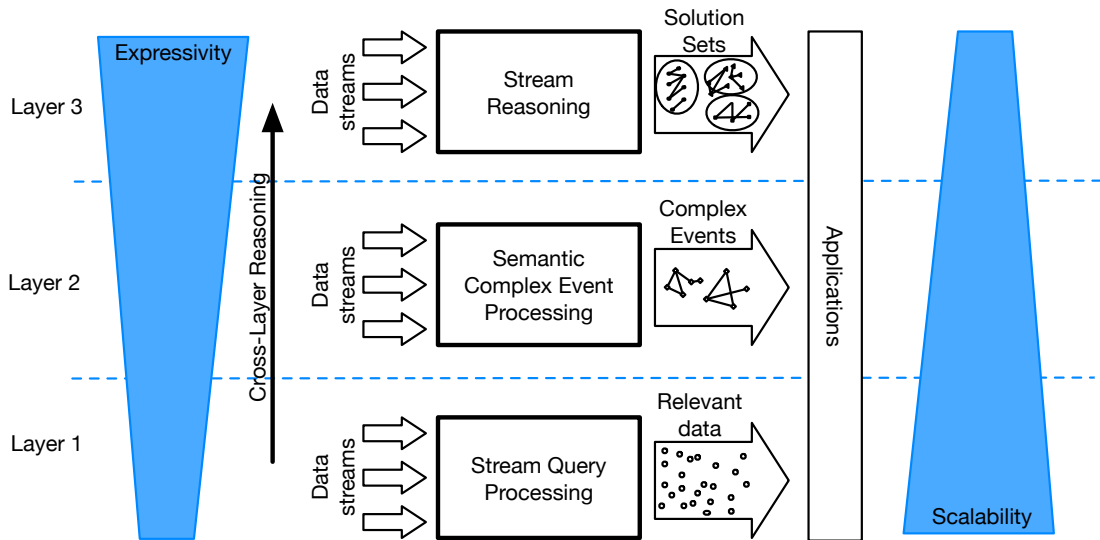 Expressivity
Layer 3
Data
streams
Stream
Reasoning
Solution
Sets
Cross-Layer Reasoning
Layer 2
Data
streams
Semantic
Complex Event
Processing
Complex
Events
Applications
Layer 1
Data
streams
Stream Query
Processing
Relevant
data
Scalability